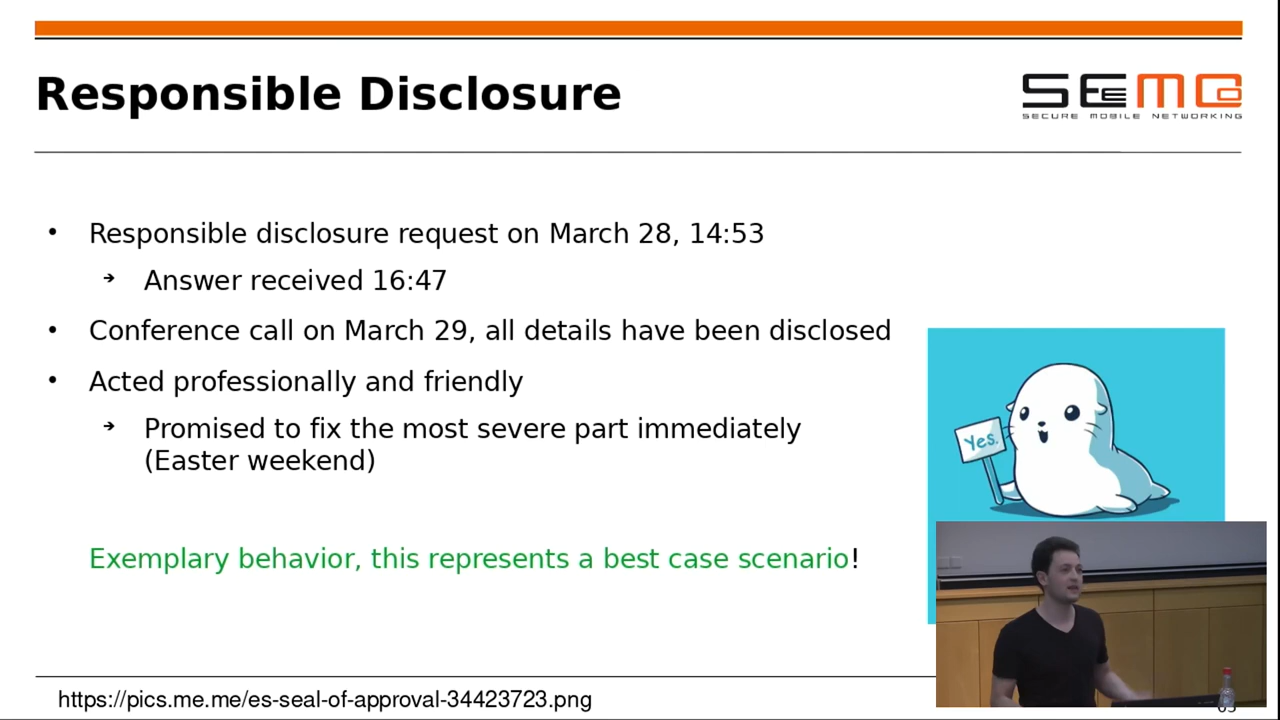 Responsible Disclosure
SEEMOO
SECURE MOBILE NETWORKING
• Responsible disclosure request on March 28, 14:53
➔ Answer received 16:47
• Conference call on March 29, all details have been disclosed
• Acted professionally and friendly
➔ Promised to fix the most severe part immediately
(Easter weekend)
Yes.
Exemplary behavior, this represents a best case scenario!
https://pics.me.me/es-seal-of-approval-34423723.png